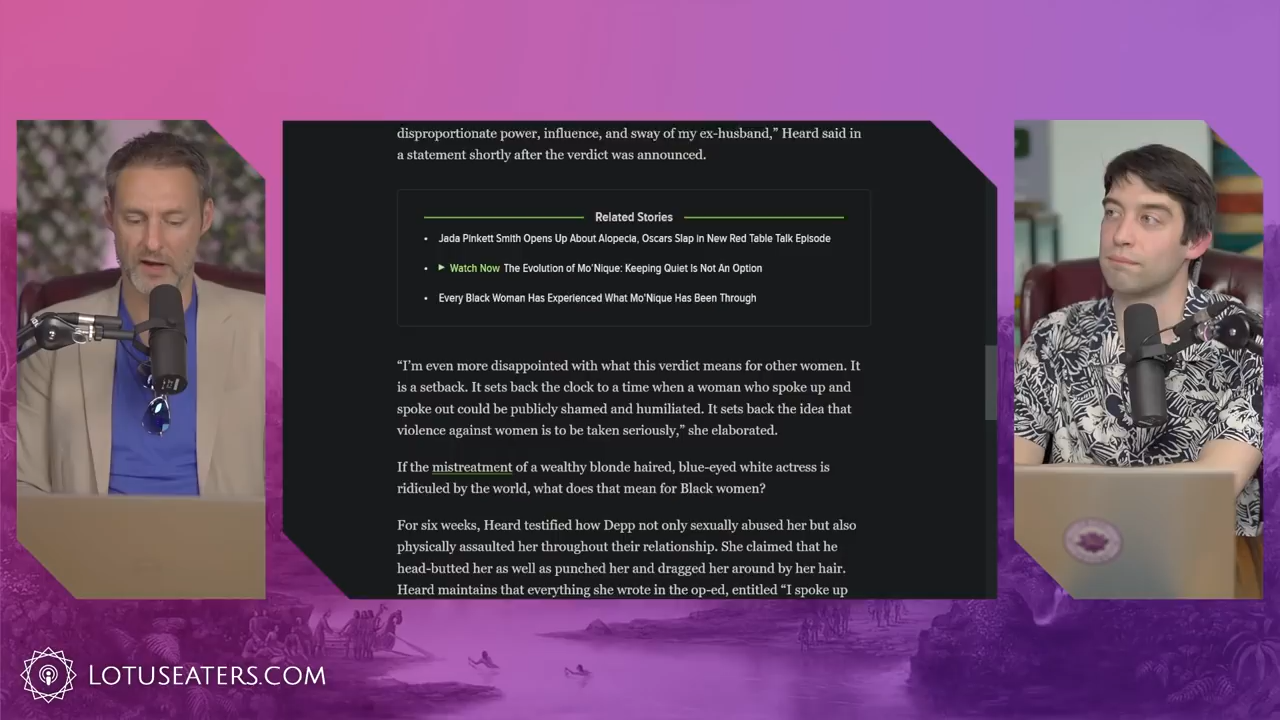 disproportionate power, influence, and sway of my ex-husband,” Heard said in
a statement shortly after the verdict was announced.
Related Stories
• Jada Pinkett Smith Opens Up About Alopecia, Oscars Slap in New Red Table Talk Episode
• ▶ Watch Now The Evolution of Mo’Nique: Keeping Quiet Is Not An Option
• Every Black Woman Has Experienced What Mo’Nique Has Been Through
“I’m even more disappointed with what this verdict means for other women. It
is a setback. It sets back the clock to a time when a woman who spoke up and
spoke out could be publicly shamed and humiliated. It sets back the idea that
violence against women is to be taken seriously,” she elaborated.
If the mistreatment of a wealthy blonde haired, blue-eyed white actress is
ridiculed by the world, what does that mean for Black women?
For six weeks, Heard testified how Depp not only sexually abused her but also
physically assaulted her throughout their relationship. She claimed that he
head-butted her as well as punched her and dragged her around by her hair.
Heard maintains that everything she wrote in the op-ed, entitled “I spoke up
LOTUSEATERS.COM